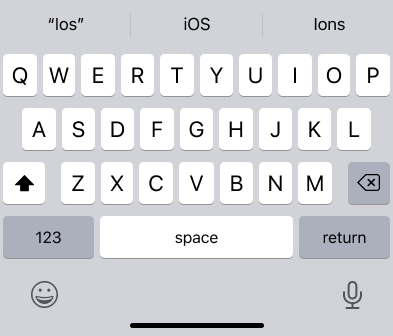 “Ios” iOS Ions
Q W E R T Y U I O P
A S D F G H J K L
Z X C V B N M
123 space return